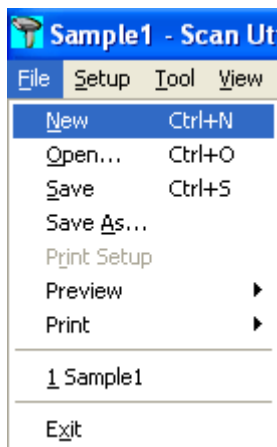 Sample1 - Scan Ut
File Setup Tool View
New Ctrl+N
Open... Ctrl+O
Save Ctrl+S
Save As...
Print Setup
Preview
Print
1 Sample1
Exit